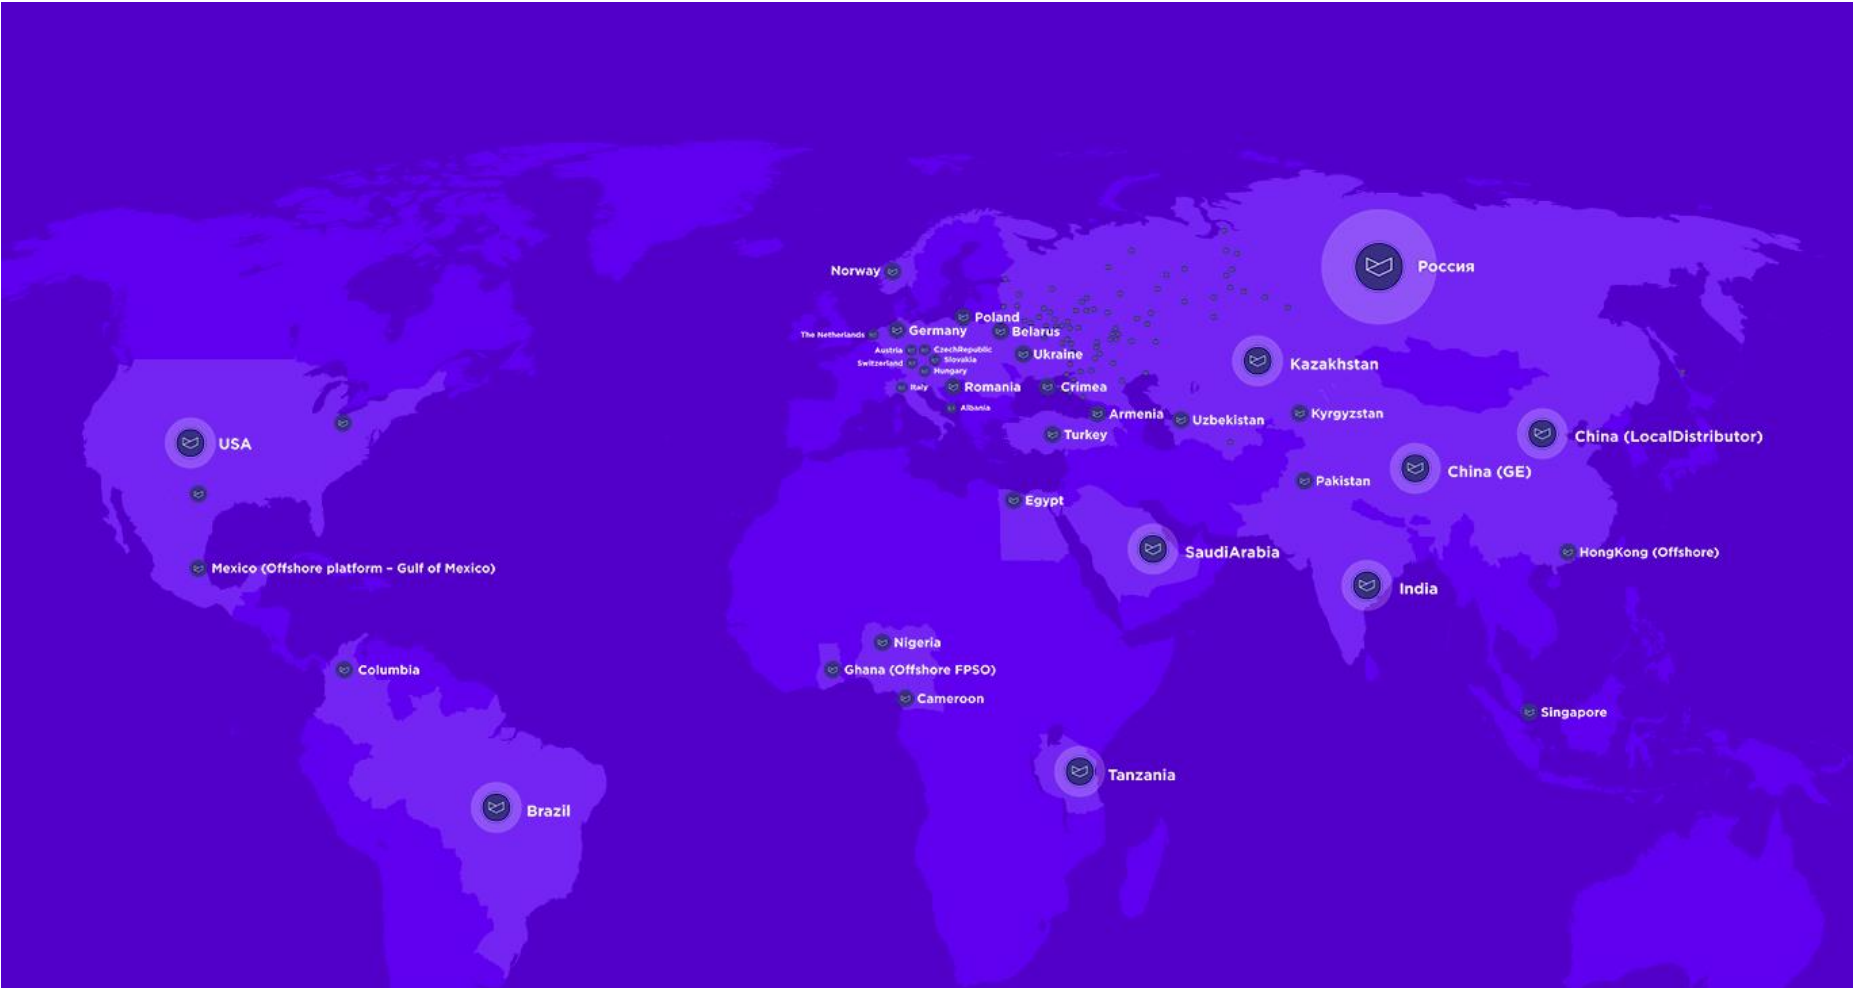 Россия
Norway
Poland
Germany
Belarus
The Netherlands
Austria
CzechRepublic
Ukraine
Slovakia
Switzerland
Kazakhstan
Hungary
Italy
Romania
Crimea
Albania
Armenia
Kyrgyzstan
Uzbekistan
Turkey
China (LocalDistributor)
USA
China (GE)
Pakistan
Egypt
SaudiArabia
HongKong (Offshore)
Mexico (Offshore platform – Gulf of Mexico)
India
Nigeria
Columbia
Ghana (Offshore FPSO)
Cameroon
Singapore
Tanzania
Brazil